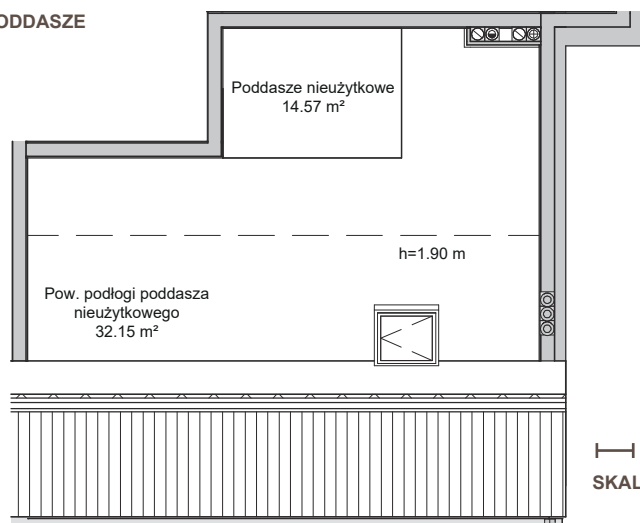 ODDASZE
Poddasze nieużytkowe
14.57 m²
h=1.90 m
Pow. podłogi poddasza
nieużytkowego
32.15 m²
SKAL